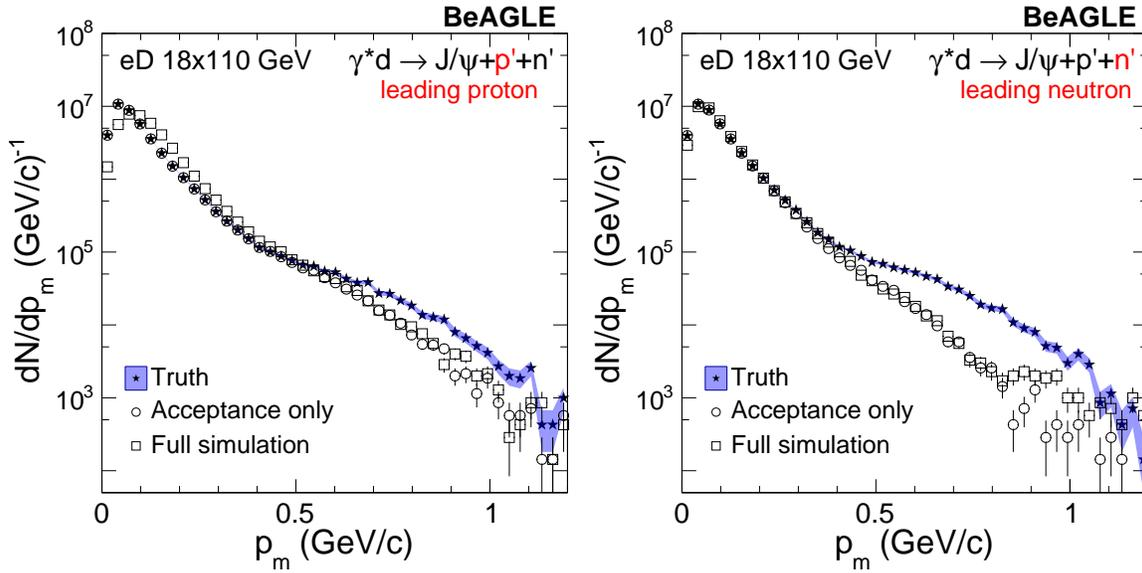 BeAGLE
eD 18x110 GeV γ*d → J/ψ+p'+n'
leading proton
10^8
10^7
10^5
10^3
dN/dp_m (GeV/c)^-1
Truth
Acceptance only
Full simulation
0 0.5 1
p_m (GeV/c)
BeAGLE
eD 18x110 GeV γ*d → J/ψ+p'+n'
leading neutron
10^8
10^7
10^5
10^3
dN/dp_m (GeV/c)^-1
Truth
Acceptance only
Full simulation
0 0.5 1
p_m (GeV/c)